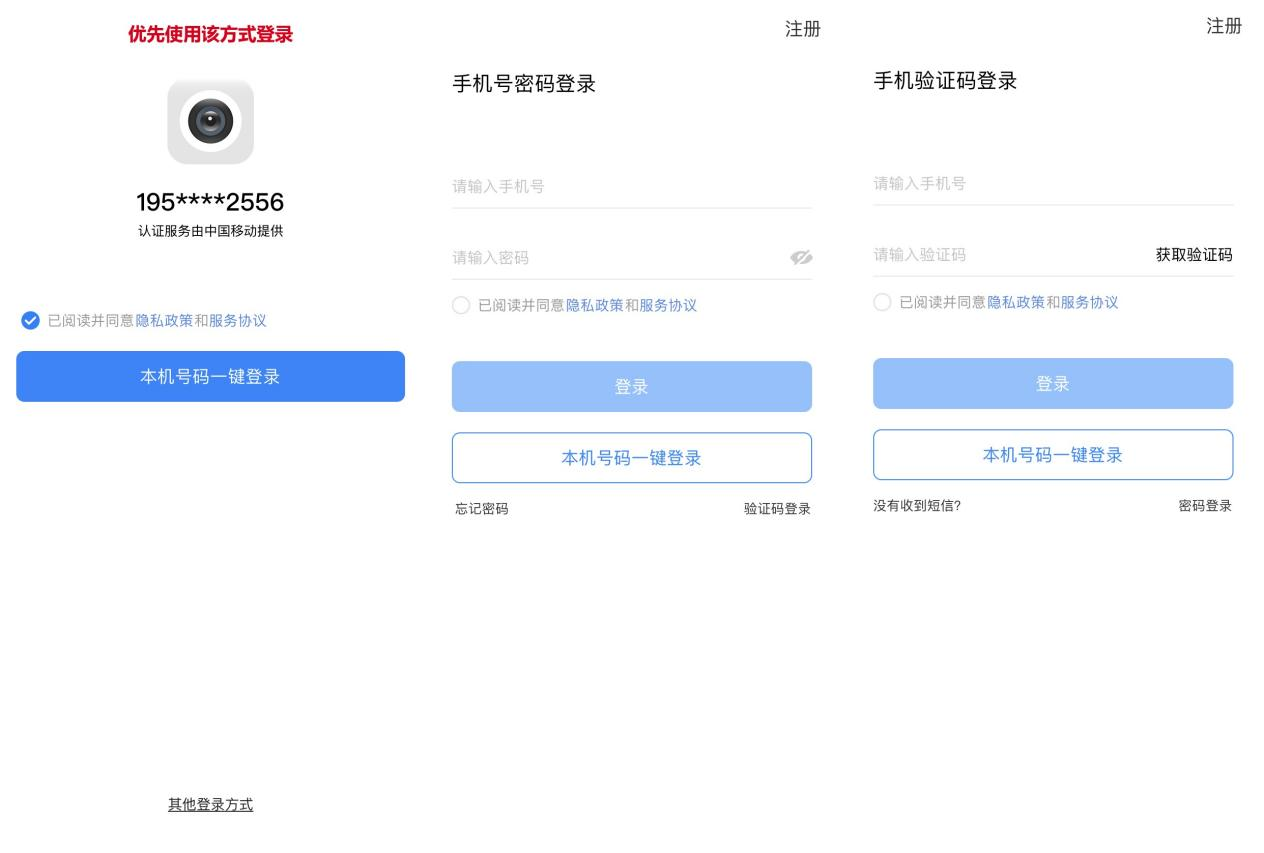 优先使用该方式登录
195****2556
认证服务由中国移动提供
已阅读并同意隐私政策和服务协议
本机号码一键登录
其他登录方式
注册
手机号密码登录
请输入手机号
请输入密码
已阅读并同意隐私政策和服务协议
登录
本机号码一键登录
忘记密码
验证码登录
注册
手机验证码登录
请输入手机号
请输入验证码
获取验证码
已阅读并同意隐私政策和服务协议
登录
本机号码一键登录
没有收到短信?
密码登录